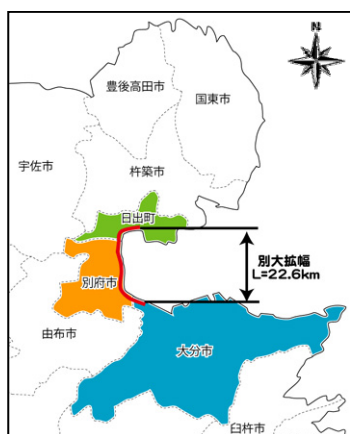 N
豊後高田市
国東市
宇佐市
杵築市
日出町
別大拡幅
L=22.6km
別府市
由布市
大分市
臼杵市